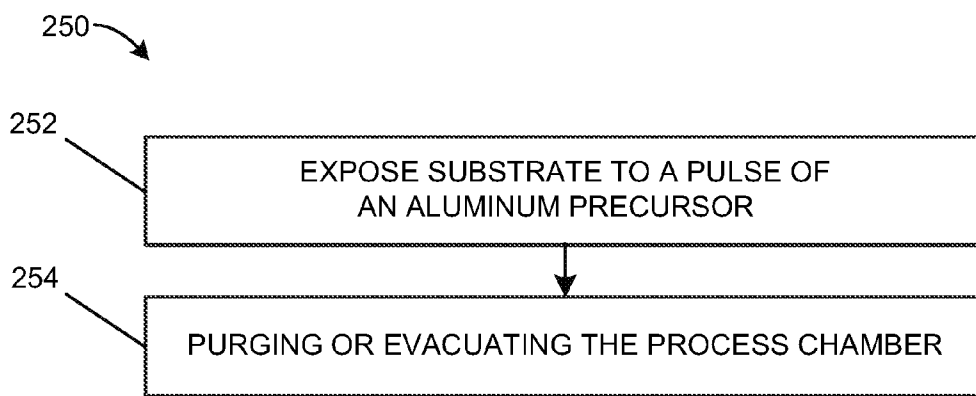 250
252
EXPOSE SUBSTRATE TO A PULSE OF
AN ALUMINUM PRECURSOR
254
PURGING OR EVACUATING THE PROCESS CHAMBER